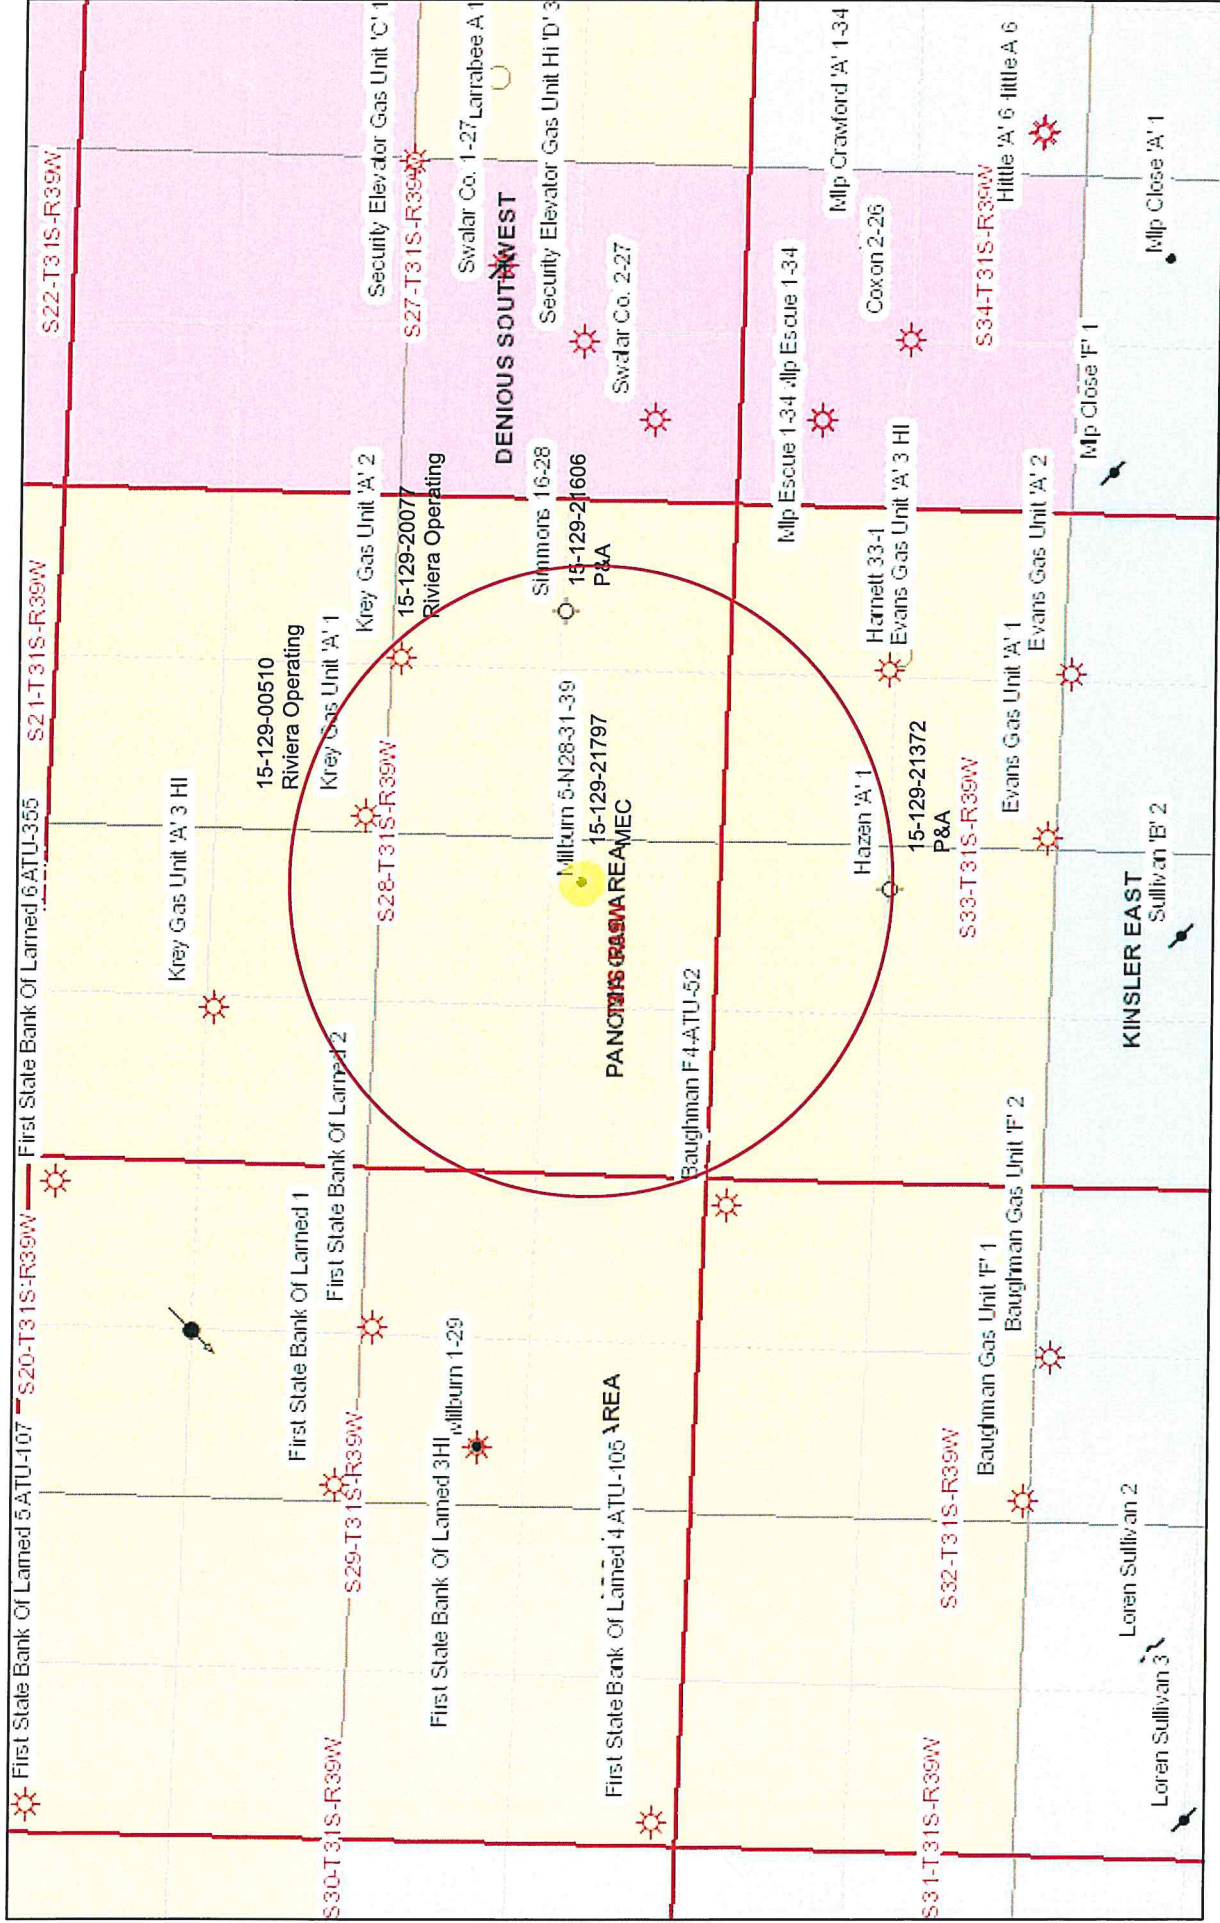 First State Bank Of Larned 5 ATU-107
S20-T31S-R39W
First State Bank Of Larned 6 ATU-355
S21-T31S-R39W
S22-T31S-R39W
Krey Gas Unit 'A' 3 HI
15-129-00510
Riviera Operating
Krey Gas Unit 'A' 1
Krey Gas Unit 'A' 2
15-129-20077
Riviera Operating
Security Elevator Gas Unit 'C' 1
S27-T31S-R39W
Swalar Co. 1-27
Larrabee A 1
DENIOUS SOUTHWEST
Security Elevator Gas Unit HI 'D' 3
Swalar Co. 2-27
First State Bank Of Larned 1
First State Bank Of Larned 2
S30-T31S-R39W
S29-T31S-R39W
S28-T31S-R39W
First State Bank Of Larned 3HI
Milburn 1-29
Simmons 16-28
15-129-21606
P&A
Milburn 5-N28-31-39
15-129-21797
MEC
First State Bank Of Larned 4 ATU-105
AREA
Baughman F 4-ATU-52
Mlp Escue 1-34
Mlp Escue 1-34
Mlp Crawford 'A' 1-34
Coxon 2-26
Hazen 'A' 1
15-129-21372
P&A
Harnett 33-1
Evans Gas Unit 'A' 3 HI
S31-T31S-R39W
S32-T31S-R39W
S33-T31S-R39W
S34-T31S-R39W
Hittle 'A' 6
Hittle A 6
Baughman Gas Unit 'F' 1
Baughman Gas Unit 'F' 2
Evans Gas Unit 'A' 1
Evans Gas Unit 'A' 2
Mlp Close 'F' 1
Mlp Close 'A' 1
Loren Sullivan 2
Loren Sullivan 3
KINSLER EAST
Sullivan 'B' 2